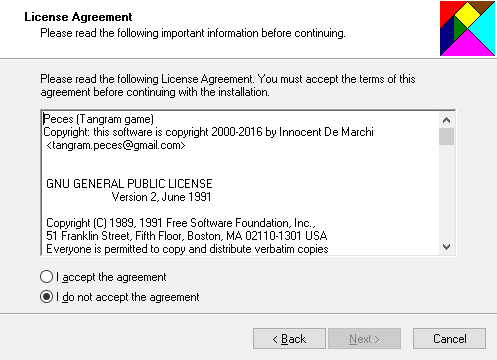 License Agreement
Please read the following important information before continuing.
Please read the following License Agreement. You must accept the terms of this
agreement before continuing with the installation.
Peces (Tangram game)
Copyright: this software is copyright 2000-2016 by Innocent De Marchi
<tangram.peces@gmail.com>
GNU GENERAL PUBLIC LICENSE
Version 2, June 1991
Copyright (C) 1989, 1991 Free Software Foundation, Inc.,
51 Franklin Street, Fifth Floor, Boston, MA 02110-1301 USA
Everyone is permitted to copy and distribute verbatim copies
I accept the agreement
I do not accept the agreement
< Back
Next >
Cancel